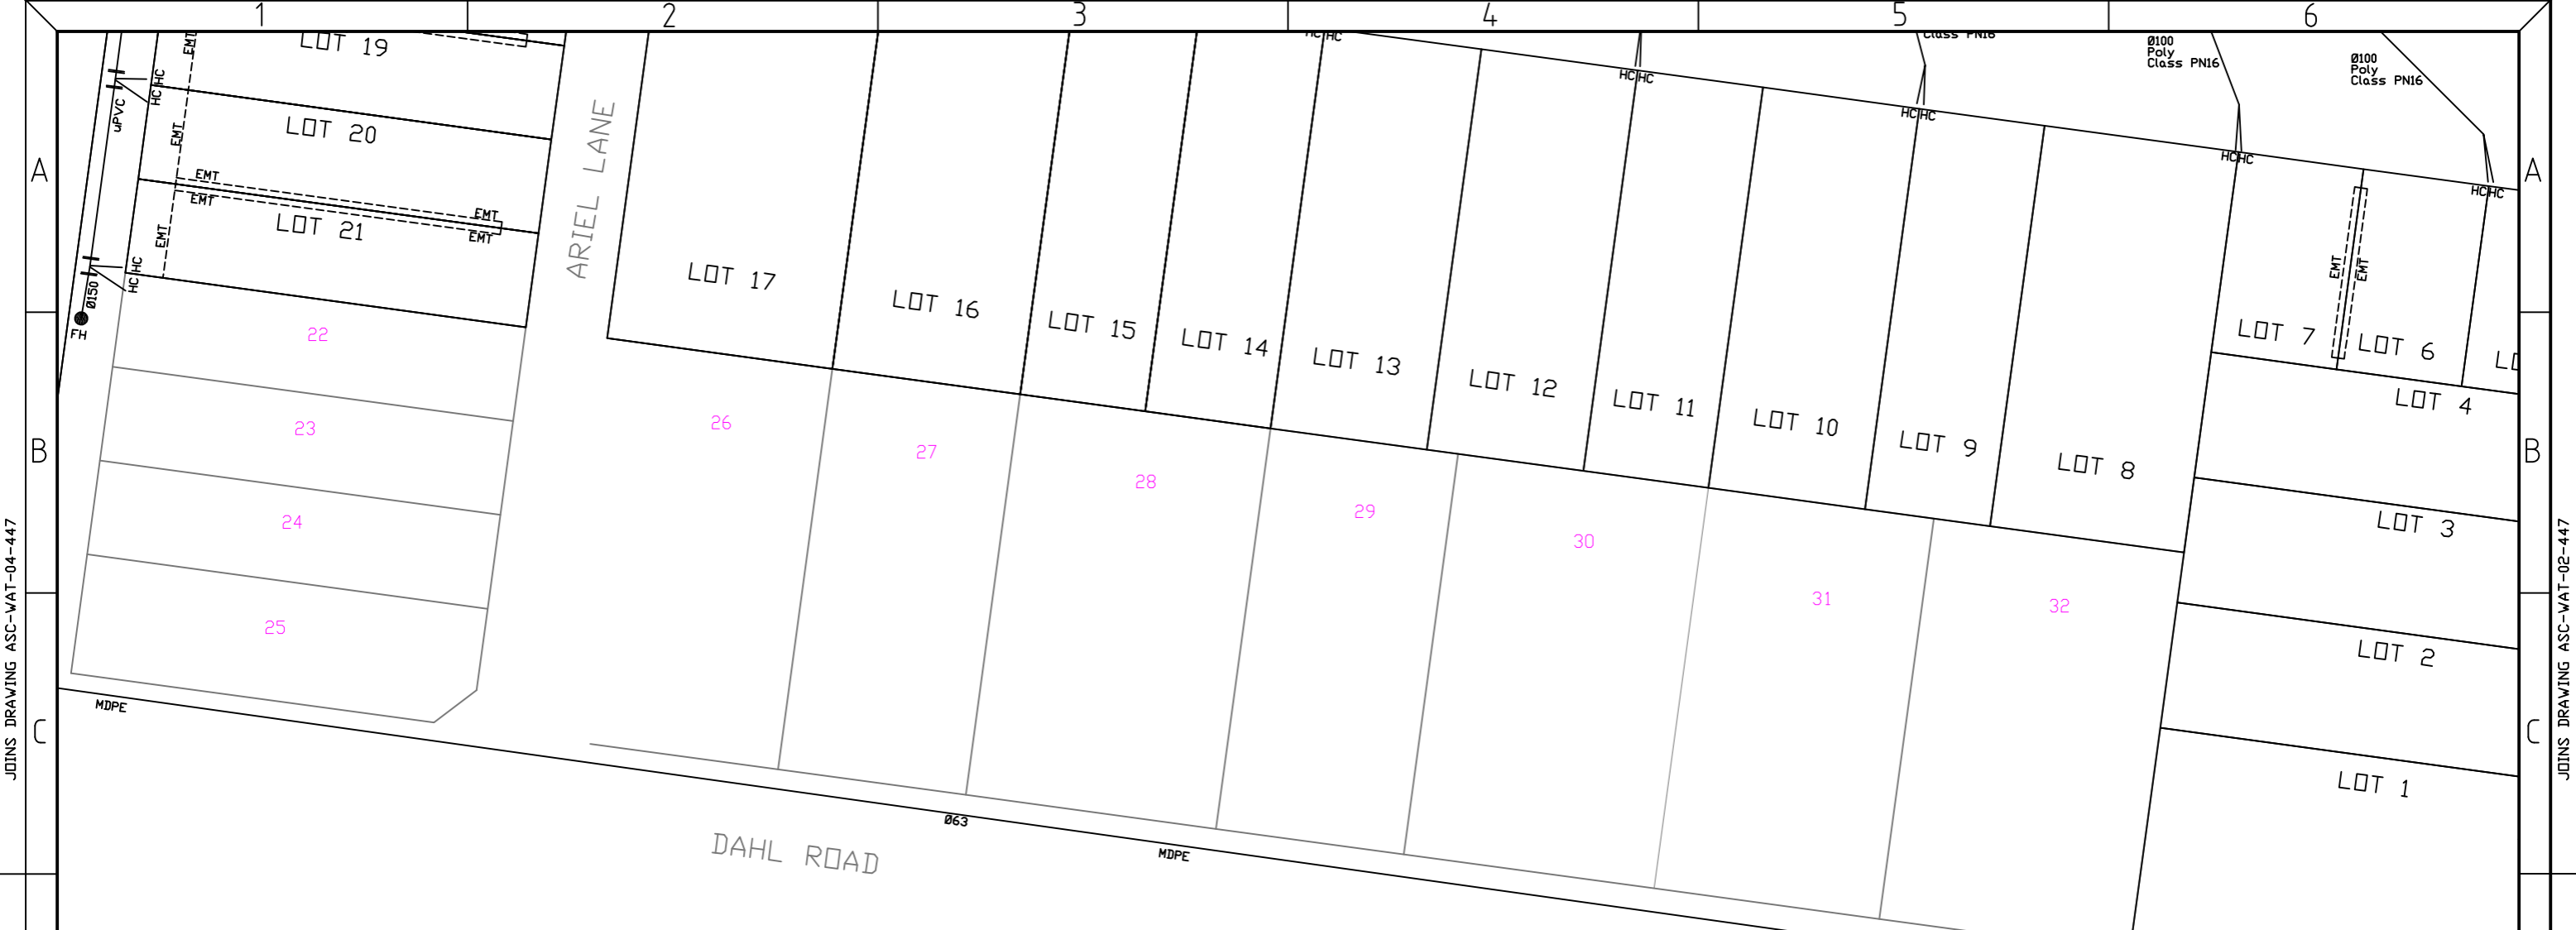 1
2
3
4
5
6
LOT 19
EMT
HC
HC
uPVC
LOT 20
EMT
EMT
EMT
EMT
EMT
LOT 21
EMT
HC
HC
Ø150
FH
ARIEL LANE
HC
HC
HC
HC
Class PN16
HC
HC
Ø100
Poly
Class PN16
Ø100
Poly
Class PN16
HC
HC
HC
HC
A
A
LOT 17
LOT 16
LOT 15
LOT 14
LOT 13
LOT 12
LOT 11
LOT 10
LOT 9
LOT 8
LOT 7
EMT
EMT
LOT 6
LO
LOT 4
LOT 3
LOT 2
LOT 1
B
B
22
23
24
25
26
27
28
29
30
31
32
C
C
MDPE
Ø63
MDPE
DAHL ROAD
JOINS DRAWING ASC-WAT-04-447
JOINS DRAWING ASC-WAT-02-447